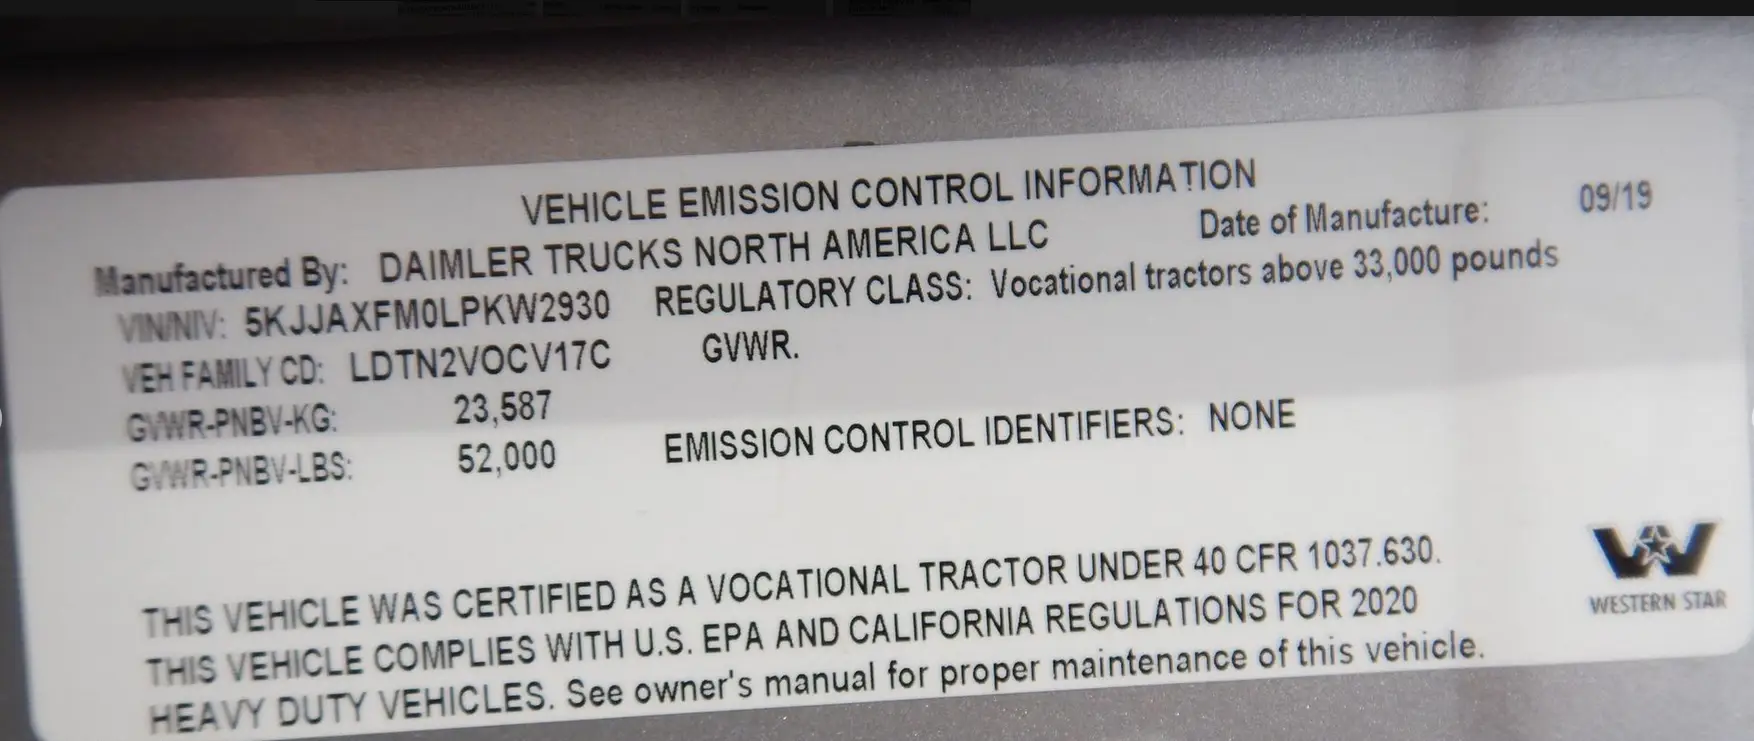 VEHICLE EMISSION CONTROL INFORMATION
Manufactured By: DAIMLER TRUCKS NORTH AMERICA LLC Date of Manufacture: 09/19
VIN/NIV: 5KJJAXFM0LPKW2930 REGULATORY CLASS: Vocational tractors above 33,000 pounds
VEH FAMILY CD: LDTN2VOCV17C GVWR.
GVWR-PNBV-KG: 23,587
GVWR-PNBV-LBS: 52,000 EMISSION CONTROL IDENTIFIERS: NONE
THIS VEHICLE WAS CERTIFIED AS A VOCATIONAL TRACTOR UNDER 40 CFR 1037.630.
THIS VEHICLE COMPLIES WITH U.S. EPA AND CALIFORNIA REGULATIONS FOR 2020
HEAVY DUTY VEHICLES. See owner's manual for proper maintenance of this vehicle.
WESTERN STAR